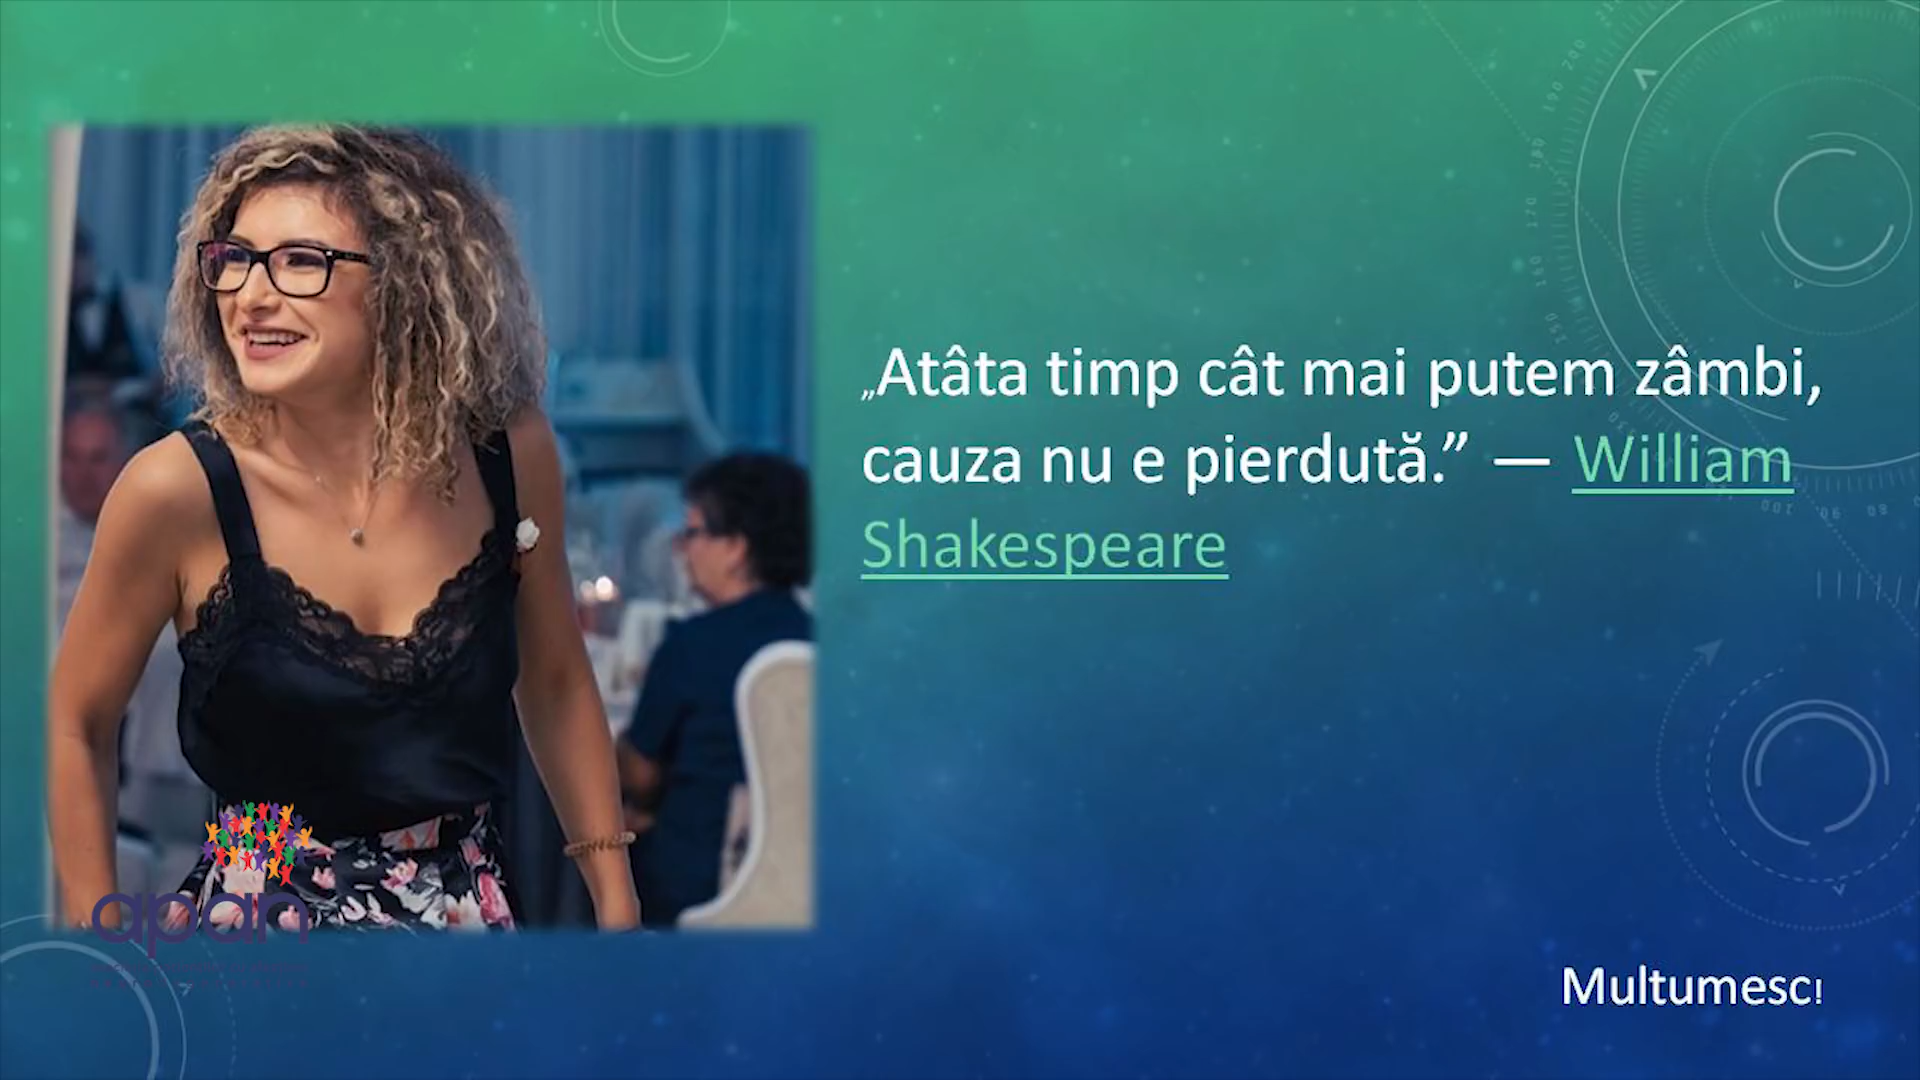 „Atâta timp cât mai putem zâmbi,
cauza nu e pierdută.” — William
Shakespeare
apan
Multumesc!